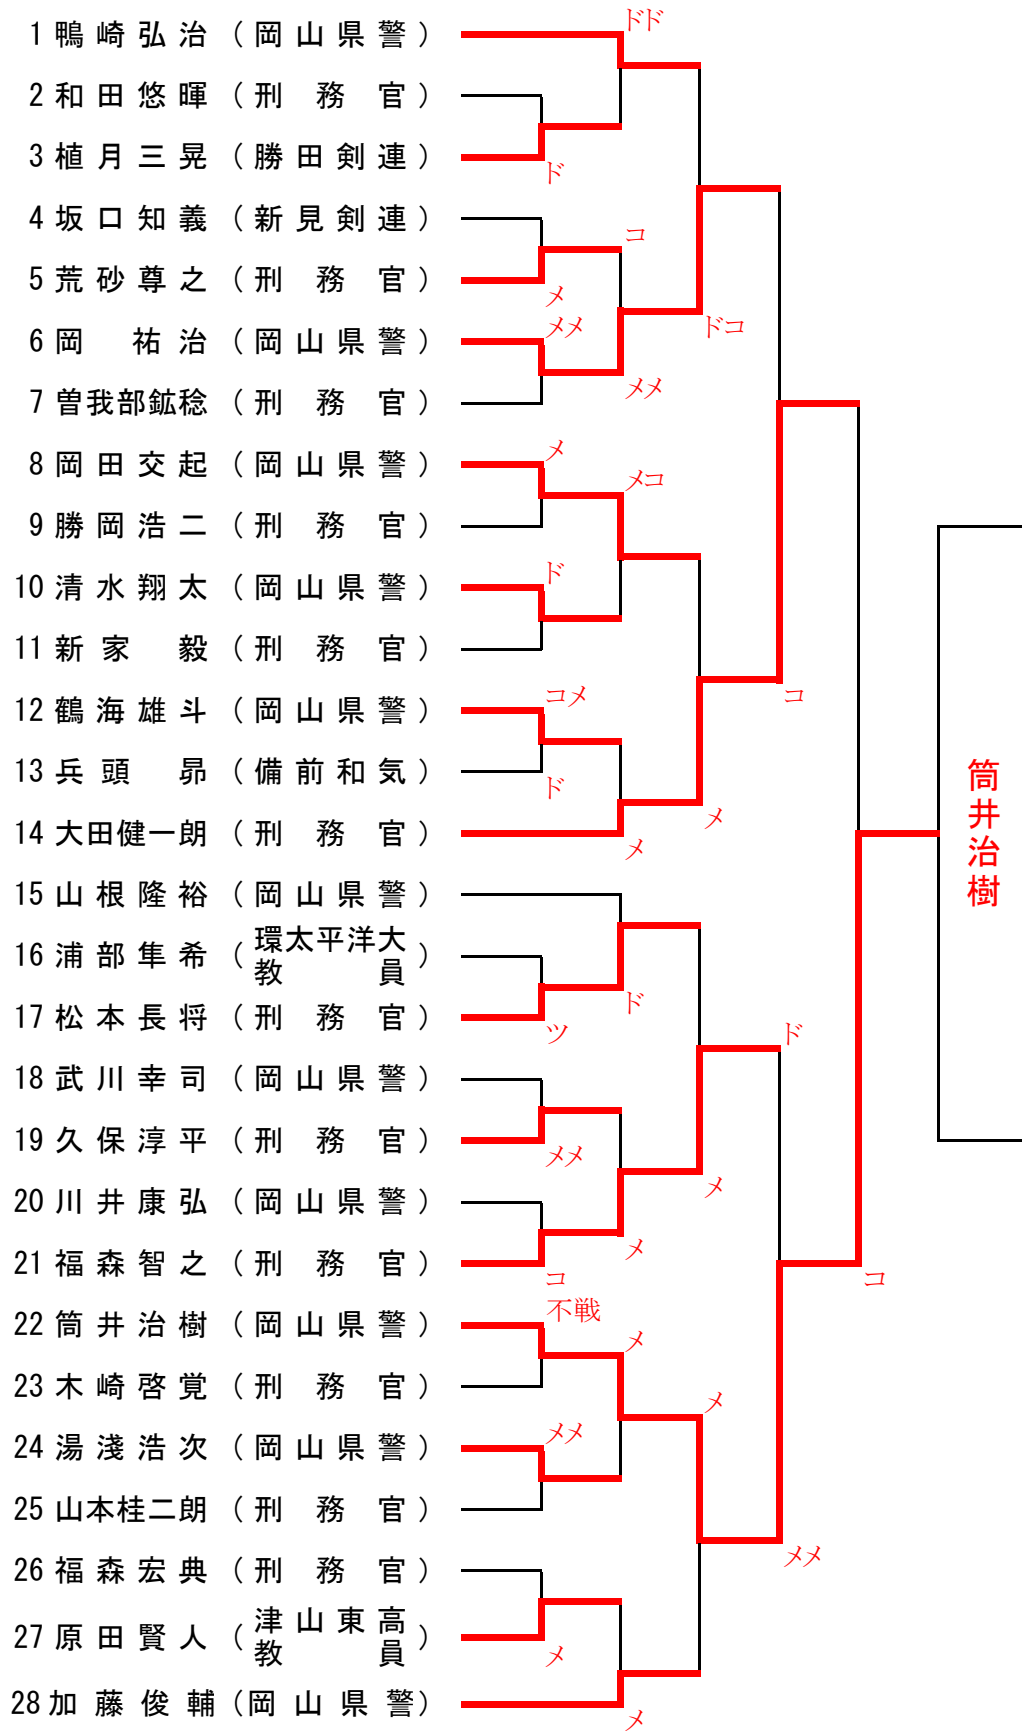 ドド
1 鴨崎弘治 (岡山県警)
2 和田悠暉 (刑務官)
3 植月三晃 (勝田剣連)
ド
4 坂口知義 (新見剣連)
コ
5 荒砂尊之 (刑務官)
メ
メメ
6 岡祐治 (岡山県警)
ドコ
メメ
7 曽我部鉱稔 (刑務官)
メ
8 岡田交起 (岡山県警)
メコ
9 勝岡浩二 (刑務官)
ド
10 清水翔太 (岡山県警)
11 新家毅 (刑務官)
コメ
コ
12 鶴海雄斗 (岡山県警)
13 兵頭昴 (備前和気)
ド
筒井治樹
メ
14 大田健一朗 (刑務官)
メ
15 山根隆裕 (岡山県警)
16 浦部隼希 (環太平洋大
教員)
ド
17 松本長将 (刑務官)
ツ
ド
18 武川幸司 (岡山県警)
19 久保淳平 (刑務官)
メメ
メ
20 川井康弘 (岡山県警)
メ
21 福森智之 (刑務官)
コ
コ
不戦
22 筒井治樹 (岡山県警)
メ
23 木崎啓覚 (刑務官)
メ
メメ
24 湯淺浩次 (岡山県警)
25 山本桂二朗 (刑務官)
メメ
26 福森宏典 (刑務官)
27 原田賢人 (津山東高
教員)
メ
28 加藤俊輔 (岡山県警)
メ